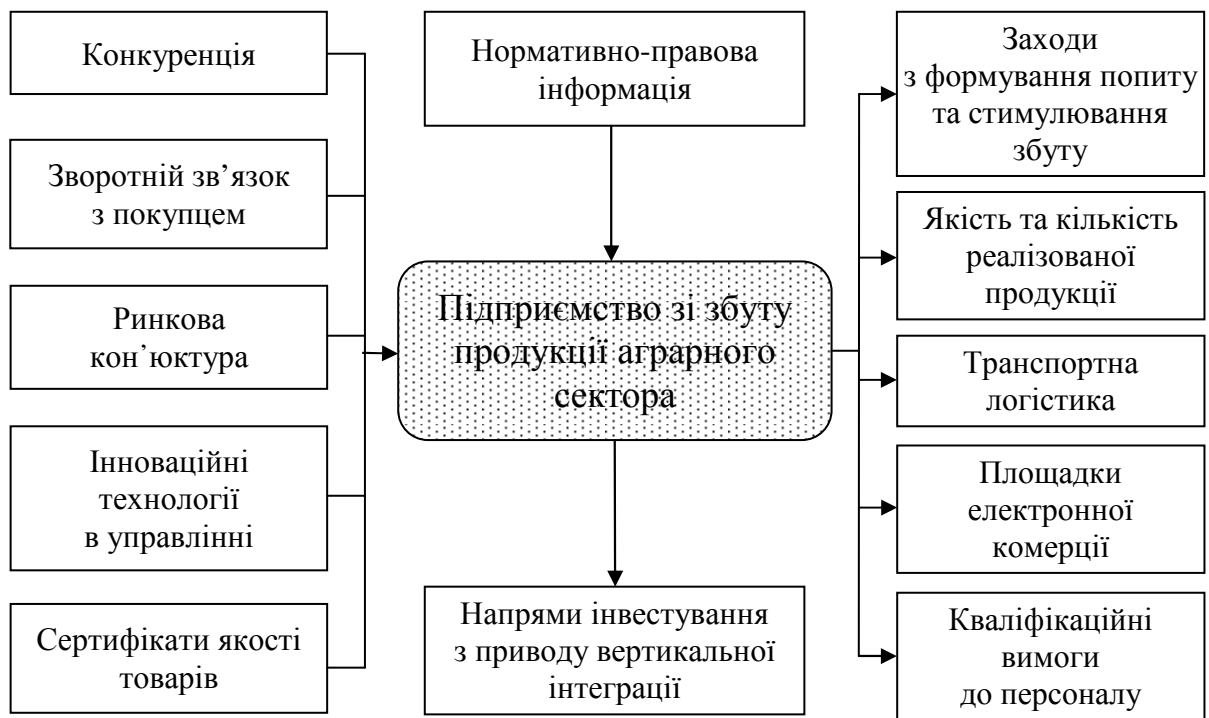 Конкуренція
Зворотній зв’язок
з покупцем
Ринкова
кон’юктура
Інноваційні
технології
в управлінні
Сертифікати якості
товарів
Нормативно-правова
інформація
Підприємство зі збуту
продукції аграрного
сектора
Напрями інвестування
з приводу вертикальної
інтеграції
Заходи
з формування попиту
та стимулювання
збуту
Якість та кількість
реалізованої
продукції
Транспортна
логістика
Площадки
електронної
комерції
Кваліфікаційні
вимоги
до персоналу